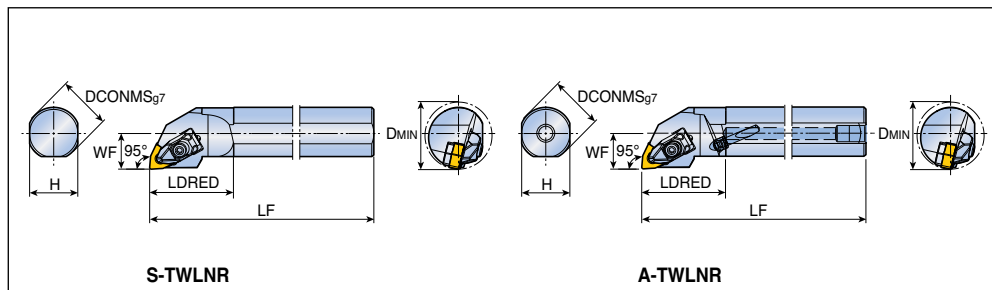 DCONMSg7
DMIN
WF
95°
H
LDRED
LF
S-TWLNR
DCONMSg7
DMIN
WF
95°
H
LDRED
LF
A-TWLNR